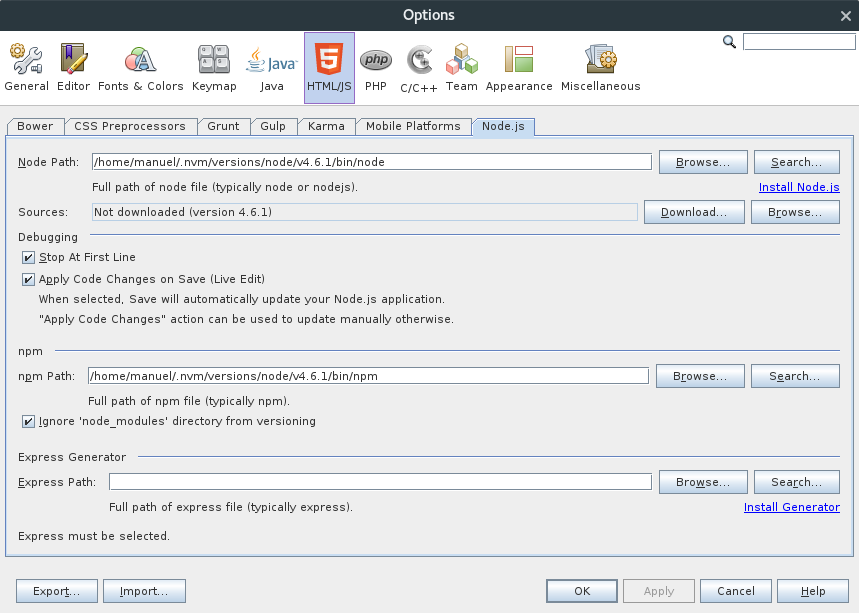 Options
General Editor Fonts & Colors Keymap Java HTML/JS PHP C/C++ Team Appearance Miscellaneous
Bower CSS Preprocessors Grunt Gulp Karma Mobile Platforms Node.js
Node Path: /home/manuel/.nvm/versions/node/v4.6.1/bin/node Browse... Search...
Full path of node file (typically node or nodejs). Install Node.js
Sources: Not downloaded (version 4.6.1) Download... Browse...
Debugging
Stop At First Line
Apply Code Changes on Save (Live Edit)
When selected, Save will automatically update your Node.js application.
"Apply Code Changes" action can be used to update manually otherwise.
npm
npm Path: /home/manuel/.nvm/versions/node/v4.6.1/bin/npm Browse... Search...
Full path of npm file (typically npm).
Ignore 'node_modules' directory from versioning
Express Generator
Express Path: Browse... Search...
Full path of express file (typically express). Install Generator
Express must be selected.
Export... Import... OK Apply Cancel Help